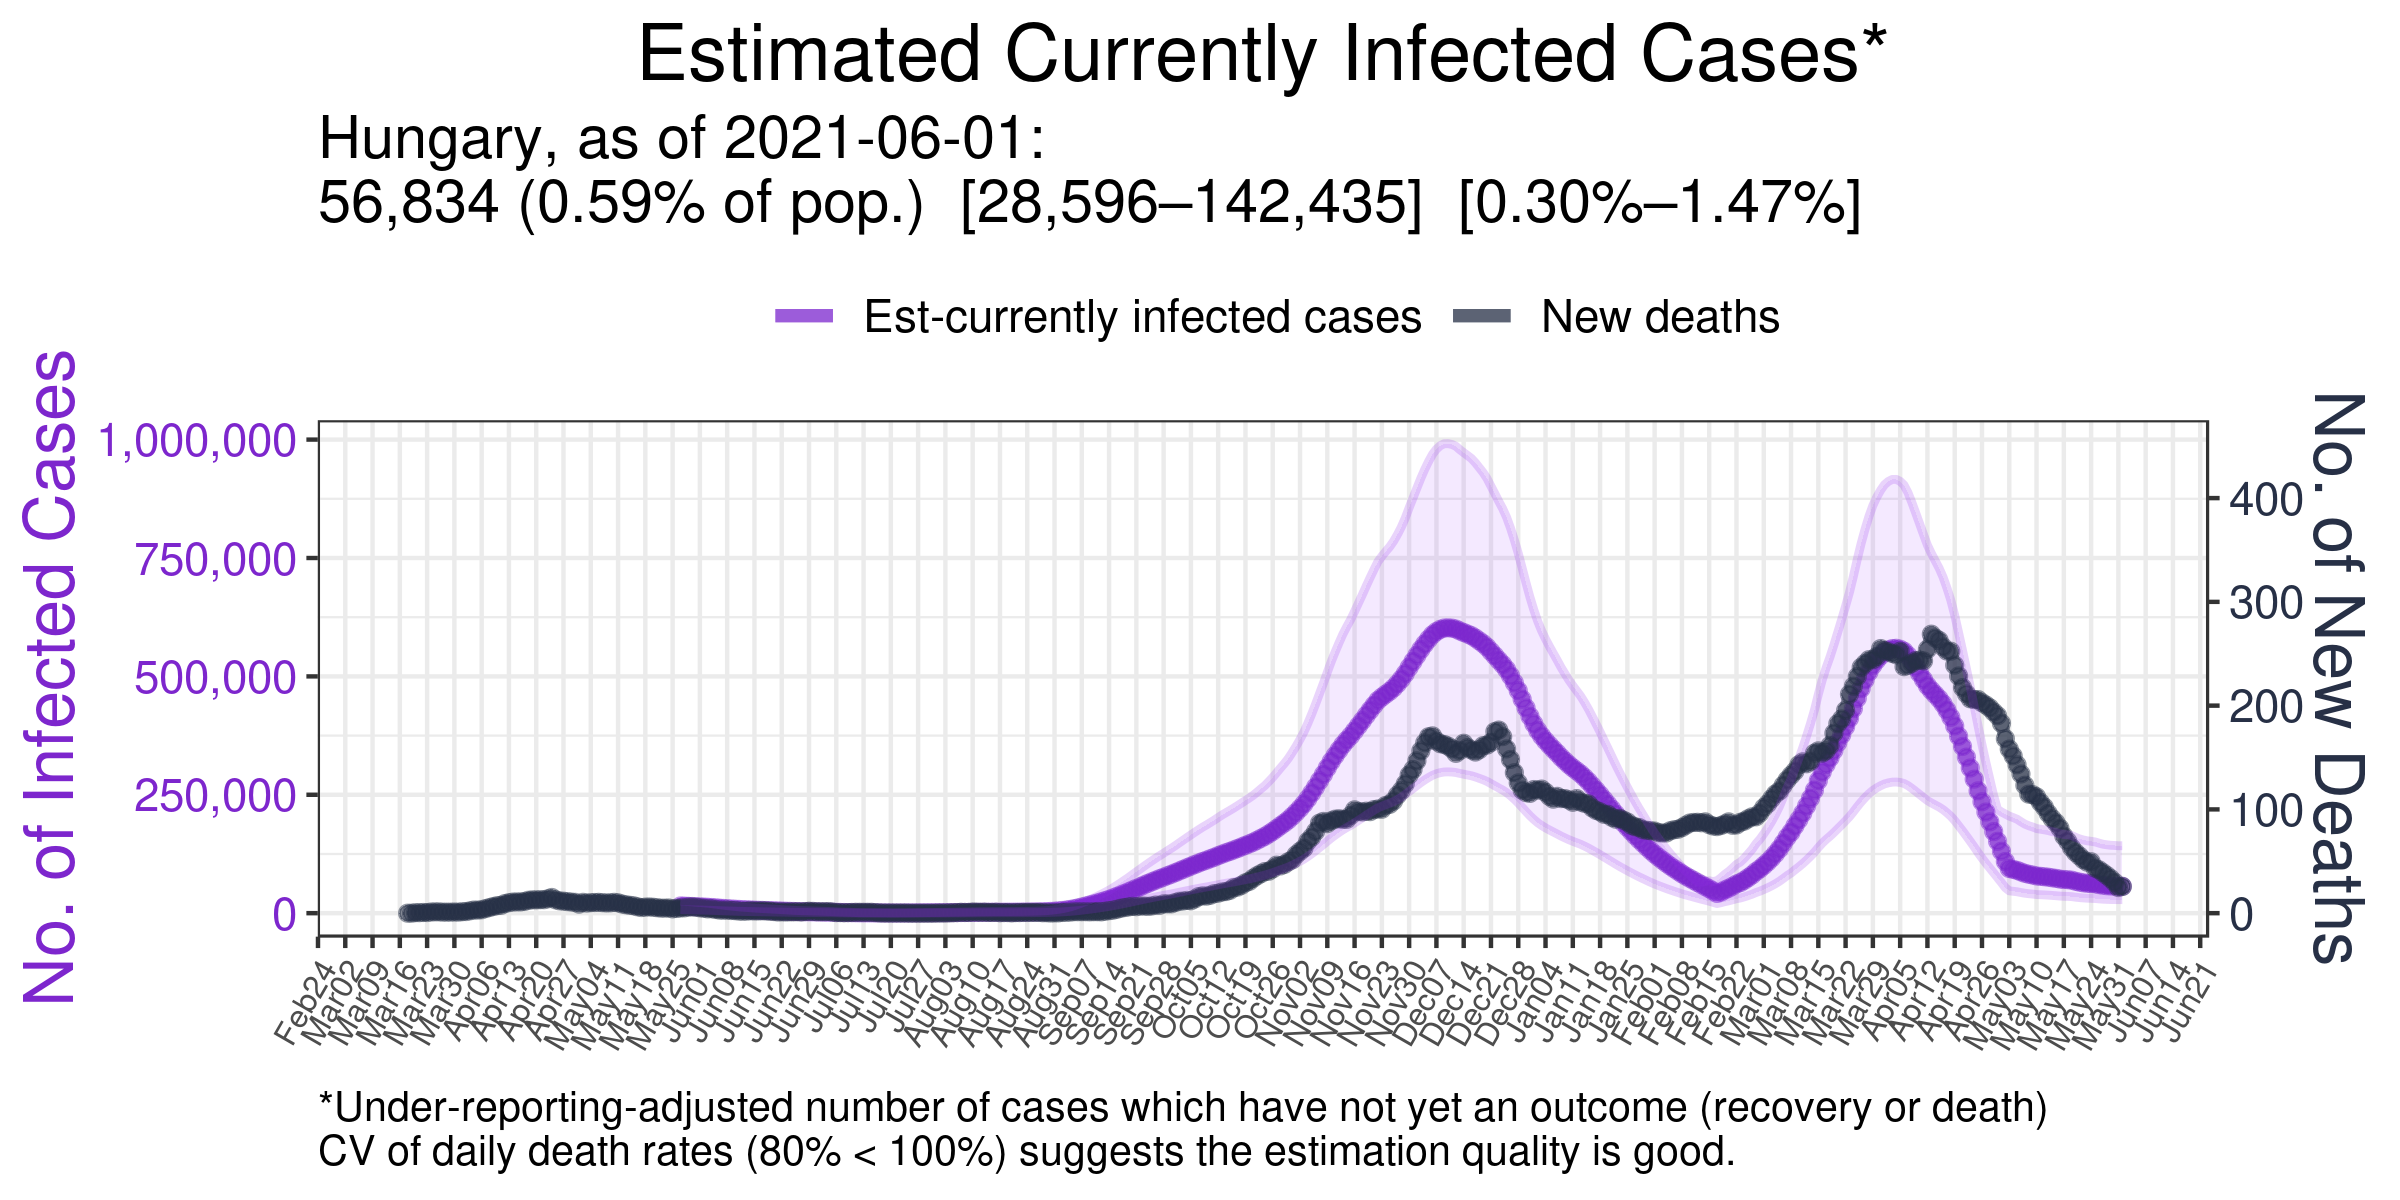 Estimated Currently Infected Cases*
Hungary, as of 2021-06-01:
56,834 (0.59% of pop.) [28,596–142,435] [0.30%–1.47%]
Est-currently infected cases
New deaths
No. of Infected Cases
1,000,000
750,000
500,000
250,000
0
400
300
200
100
0
No. of New Deaths
Feb24
Mar02
Mar09
Mar16
Mar23
Mar30
Apr06
Apr13
Apr20
Apr27
May04
May11
May18
May25
Jun01
Jun08
Jun15
Jun22
Jun29
Jul06
Jul13
Jul20
Jul27
Aug03
Aug10
Aug17
Aug24
Aug31
Sep07
Sep14
Sep21
Sep28
Oct05
Oct12
Oct19
Oct26
Nov02
Nov09
Nov16
Nov23
Nov30
Dec07
Dec14
Dec21
Dec28
Jan04
Jan11
Jan18
Jan25
Feb01
Feb08
Feb15
Feb22
Mar01
Mar08
Mar15
Mar22
Mar29
Apr05
Apr12
Apr19
Apr26
May03
May10
May17
May24
May31
Jun07
Jun14
Jun21
*Under-reporting-adjusted number of cases which have not yet an outcome (recovery or death)
CV of daily death rates (80% < 100%) suggests the estimation quality is good.